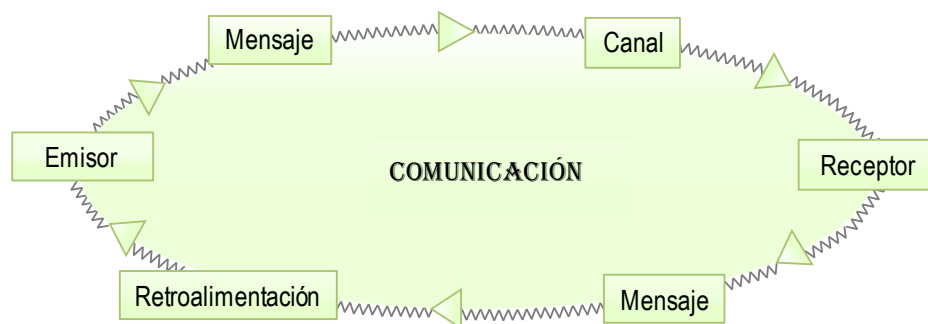 Mensaje
Canal
Emisor
COMUNICACIÓN
Receptor
Retroalimentación
Mensaje